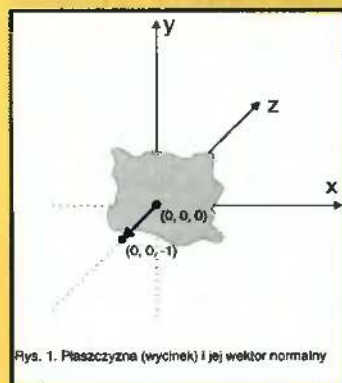 y
z
x
(0, 0, 0)
(0, 0, -1)
Rys. 1. Płaszczyzna (wycinek) i jej wektor normalny